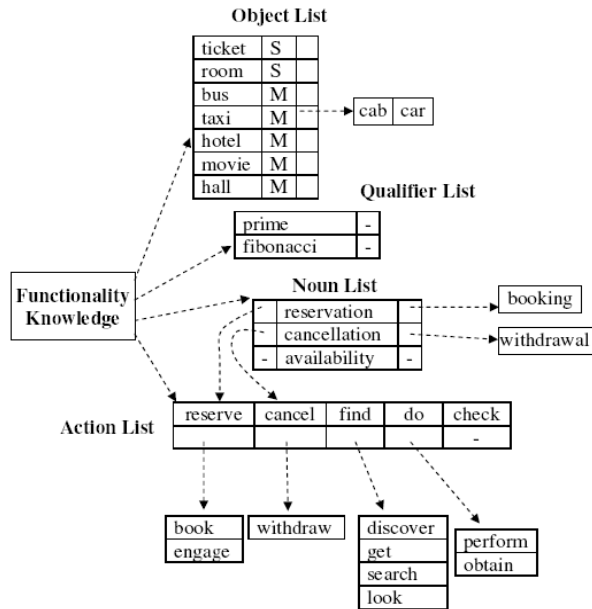 Object List
ticket S
room S
bus M
taxi M
hotel M
movie M
hall M
cab car
Qualifier List
prime -
fibonacci -
Functionality
Knowledge
Noun List
reservation
cancellation
- availability -
booking
withdrawal
Action List
reserve cancel find do check
-
book
engage
withdraw
discover
get
search
look
perform
obtain